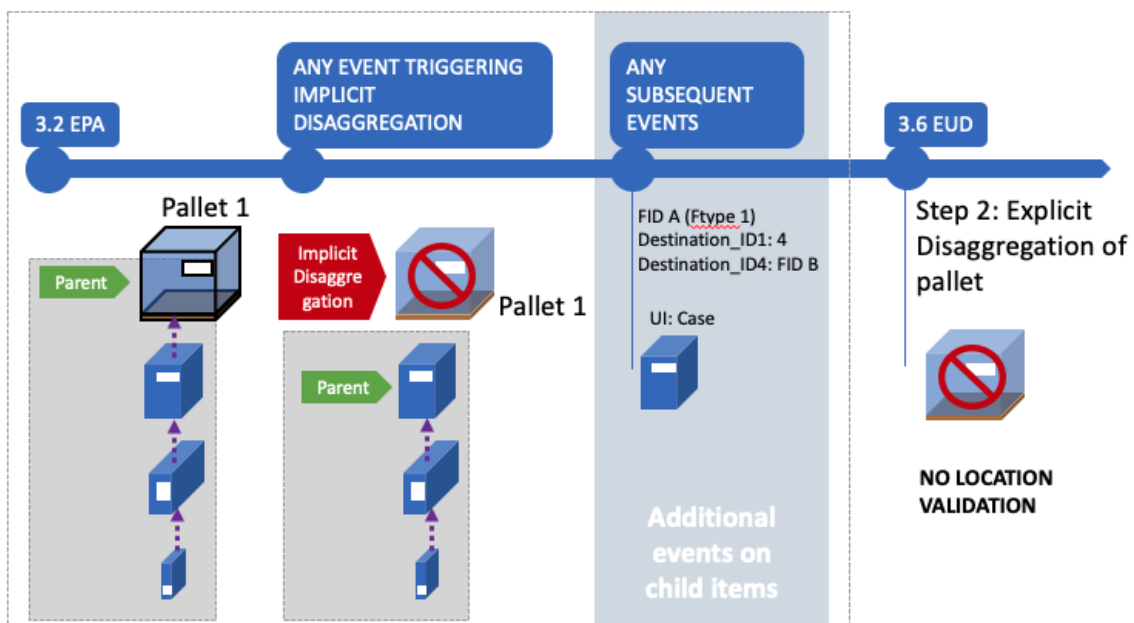 3.2 EPA
ANY EVENT TRIGGERING
IMPLICIT
DISAGGREGATION
ANY
SUBSEQUENT
EVENTS
3.6 EUD
Pallet 1
Parent
Implicit
Disaggre
gation
Pallet 1
Parent
FID A (Ftype 1)
Destination_ID1: 4
Destination_ID4: FID B
UI: Case
Additional
events on
child items
Step 2: Explicit
Disaggregation of
pallet
NO LOCATION
VALIDATION